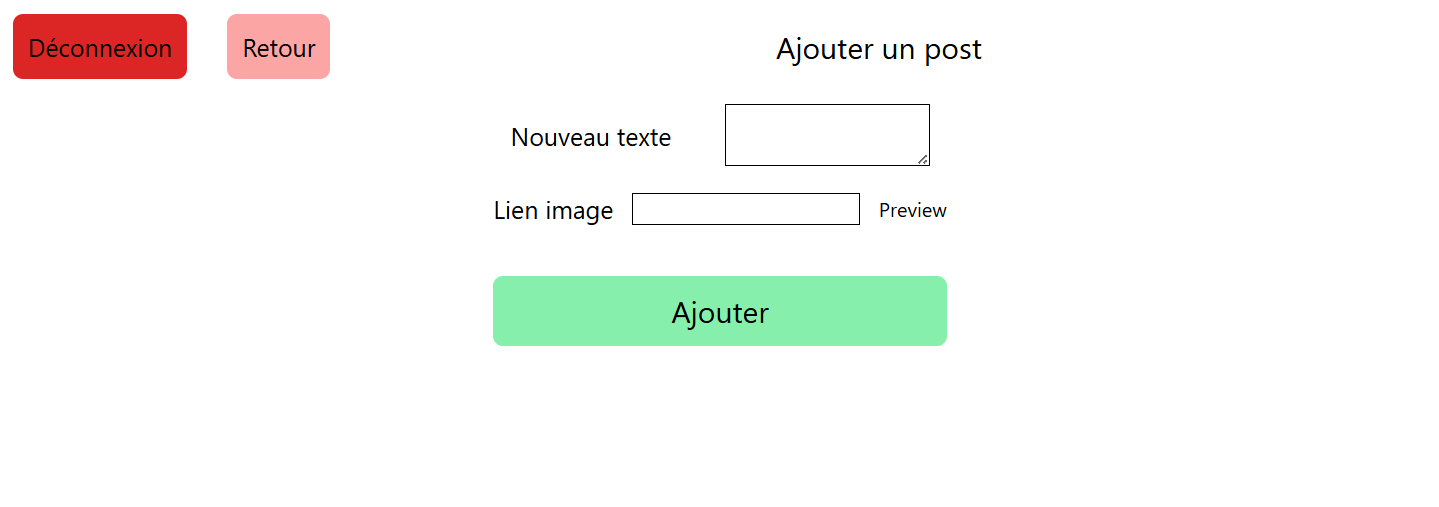 Déconnexion
Retour
Ajouter un post
Nouveau texte
Lien image
Preview
Ajouter